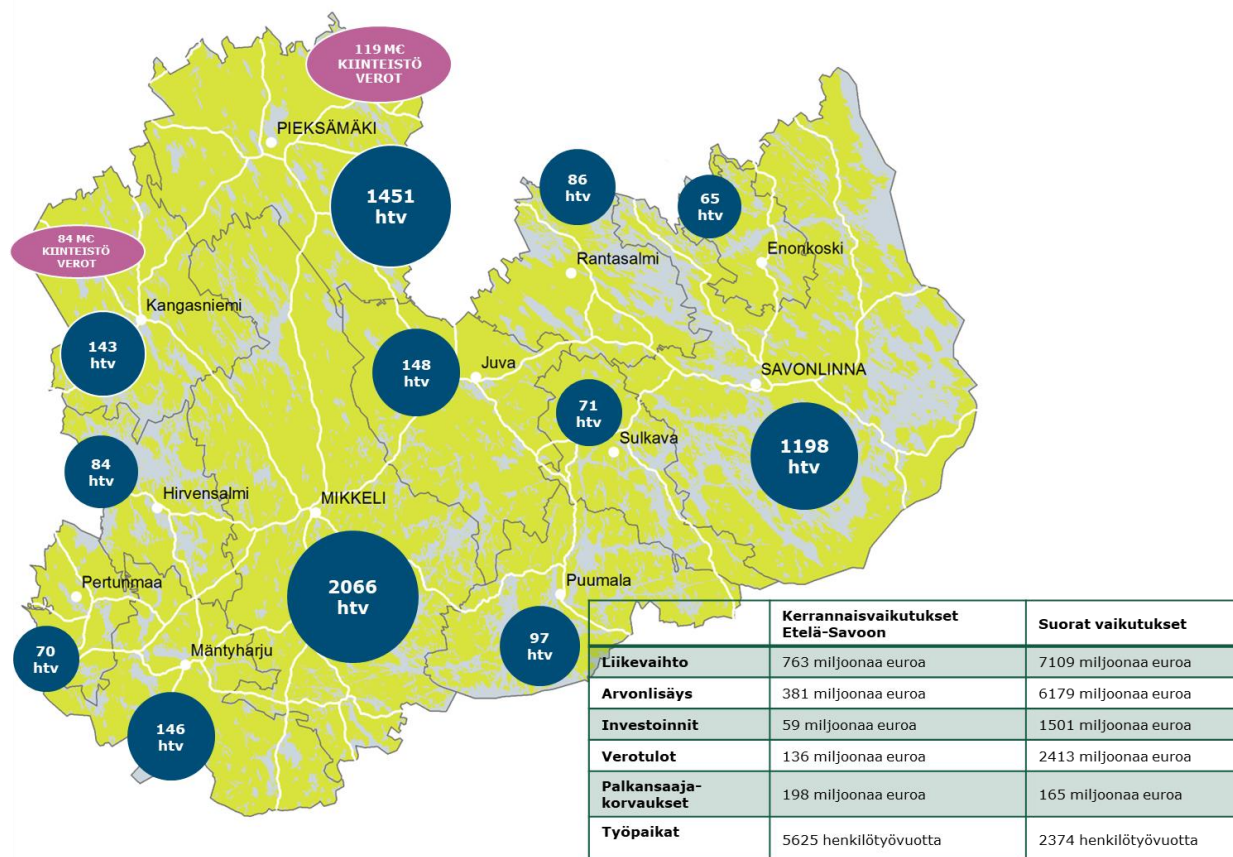 119 M€
KIINTEISTÖ
VEROT
PIEKSÄMÄKI
1451
htv
86
htv
65
htv
84 M€
KIINTEISTÖ
VEROT
Rantasalmi
Enonkoski
Kangasniemi
143
htv
148
htv
Juva
SAVONLINNA
71
htv
Sulkava
1198
htv
84
htv
Hirvensalmi
MIKKELI
2066
htv
Pertunmaa
Puumala
70
htv
Mäntyharju
97
htv
146
htv
Kerrannaisvaikutukset
Etelä-Savoon
Suorat vaikutukset
Liikevaihto 763 miljoonaa euroa 7109 miljoonaa euroa
Arvonlisäys 381 miljoonaa euroa 6179 miljoonaa euroa
Investoinnit 59 miljoonaa euroa 1501 miljoonaa euroa
Verotulot 136 miljoonaa euroa 2413 miljoonaa euroa
Palkansaaja-
korvaukset 198 miljoonaa euroa 165 miljoonaa euroa
Työpaikat 5625 henkilötyövuotta 2374 henkilötyövuotta